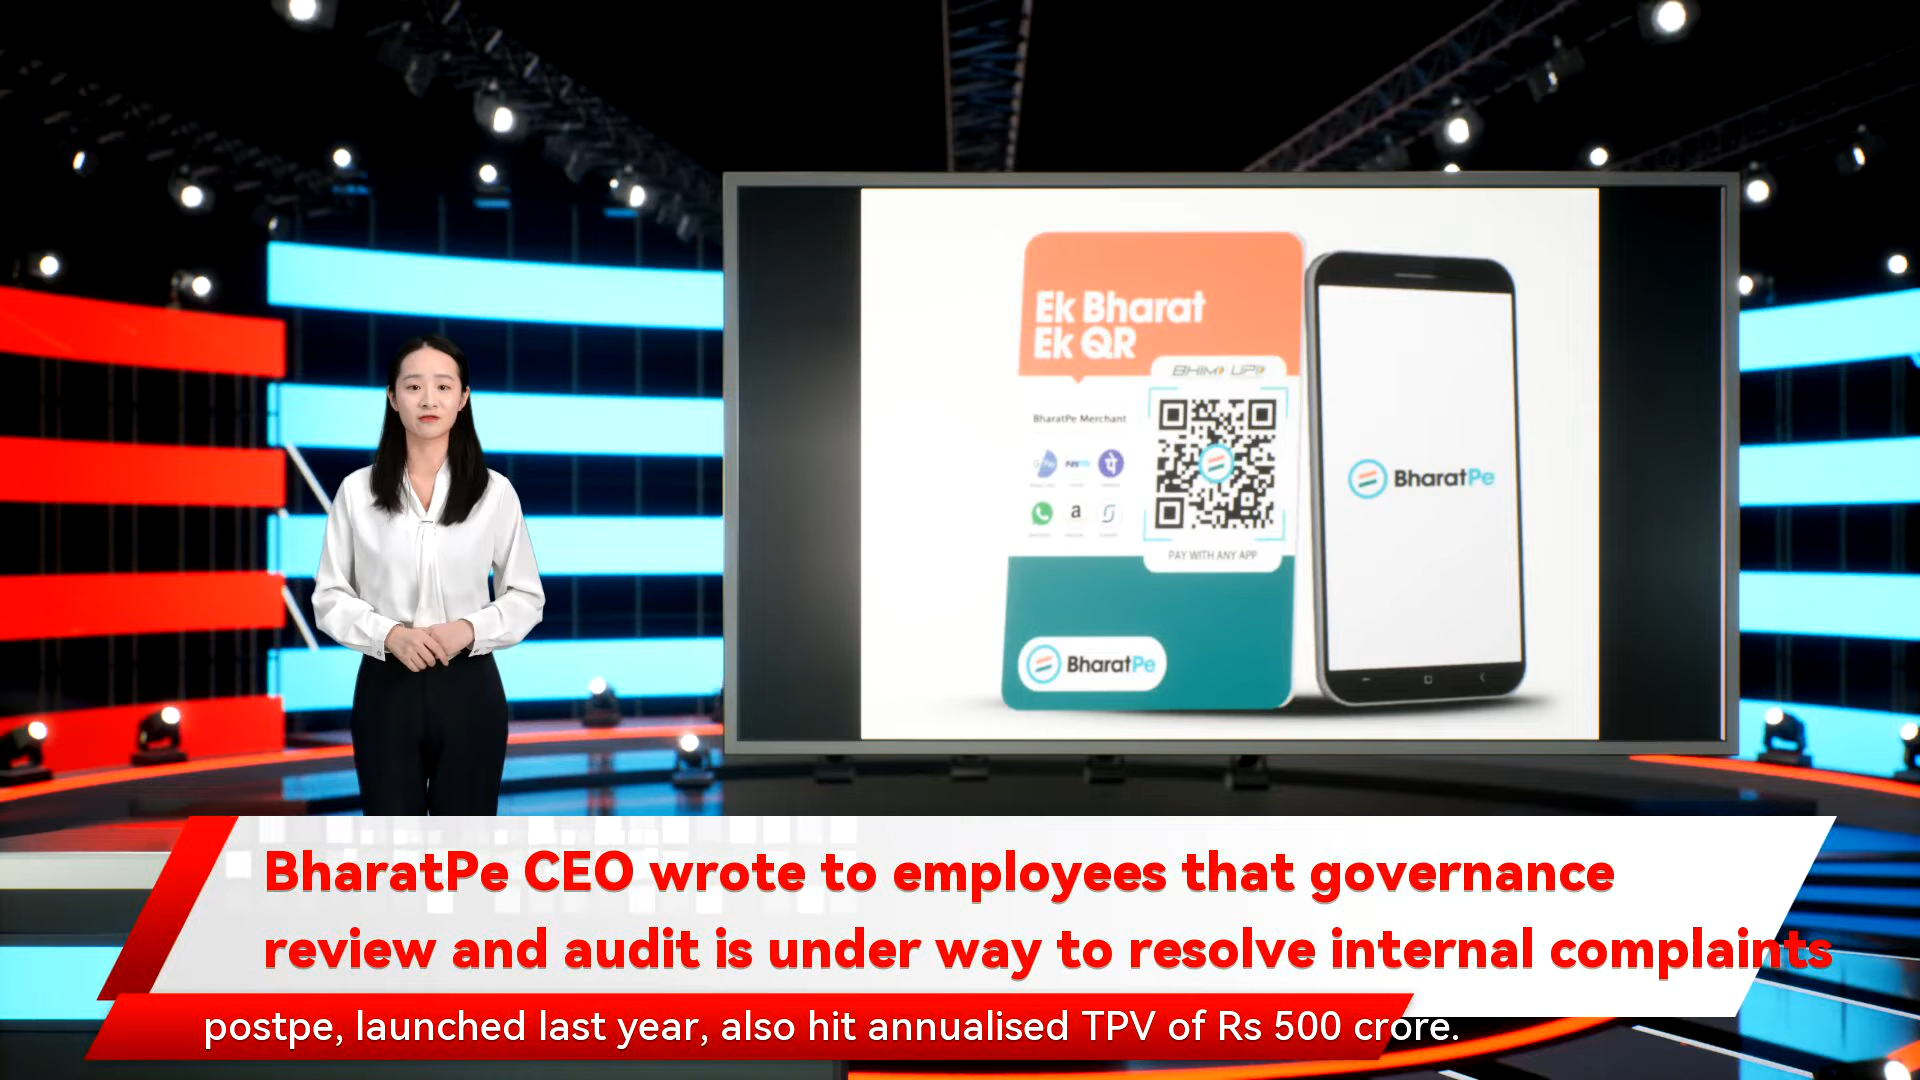 Ek Bharat
Ek QR
BHIM UPI
BharatPe Merchant
G Pay
Paytm
a
PAY WITH ANY APP
BharatPe
BharatPe
BharatPe CEO wrote to employees that governance
review and audit is under way to resolve internal complaints
postpe, launched last year, also hit annualised TPV of Rs 500 crore.